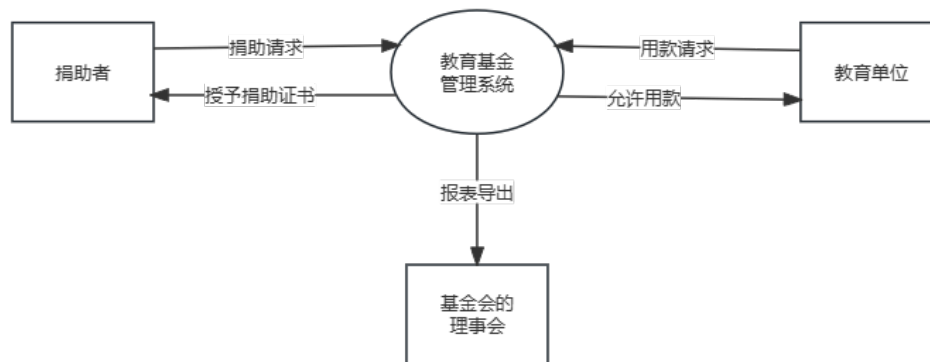 捐助者
捐助请求
授予捐助证书
教育基金
管理系统
用款请求
允许用款
教育单位
报表导出
基金会的
理事会